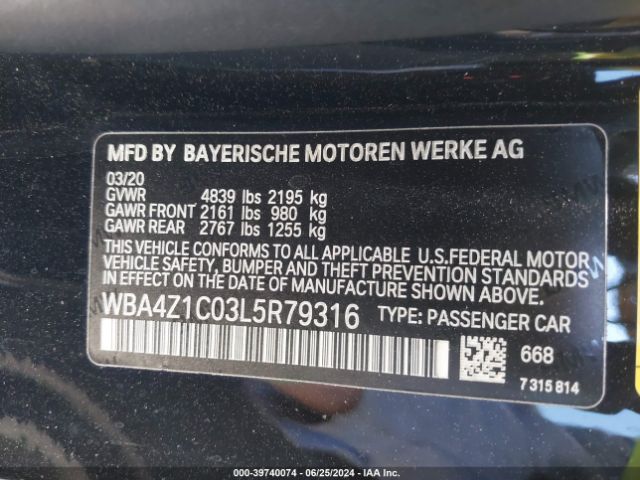 MFD BY BAYERISCHE MOTOREN WERKE AG
03/20
GVWR 4839 lbs 2195 kg
GAWR FRONT 2161 lbs 980 kg
GAWR REAR 2767 lbs 1255 kg
THIS VEHICLE CONFORMS TO ALL APPLICABLE U.S.FEDERAL MOTOR
VEHICLE SAFETY, BUMPER AND THEFT PREVENTION STANDARDS
IN EFFECT ON THE DATE OF MANUFACTURE SHOWN ABOVE.
WBA4Z1C03L5R79316 TYPE: PASSENGER CAR
668
7 315 814
000-39740074 - 06/25/2024 - IAA Inc.